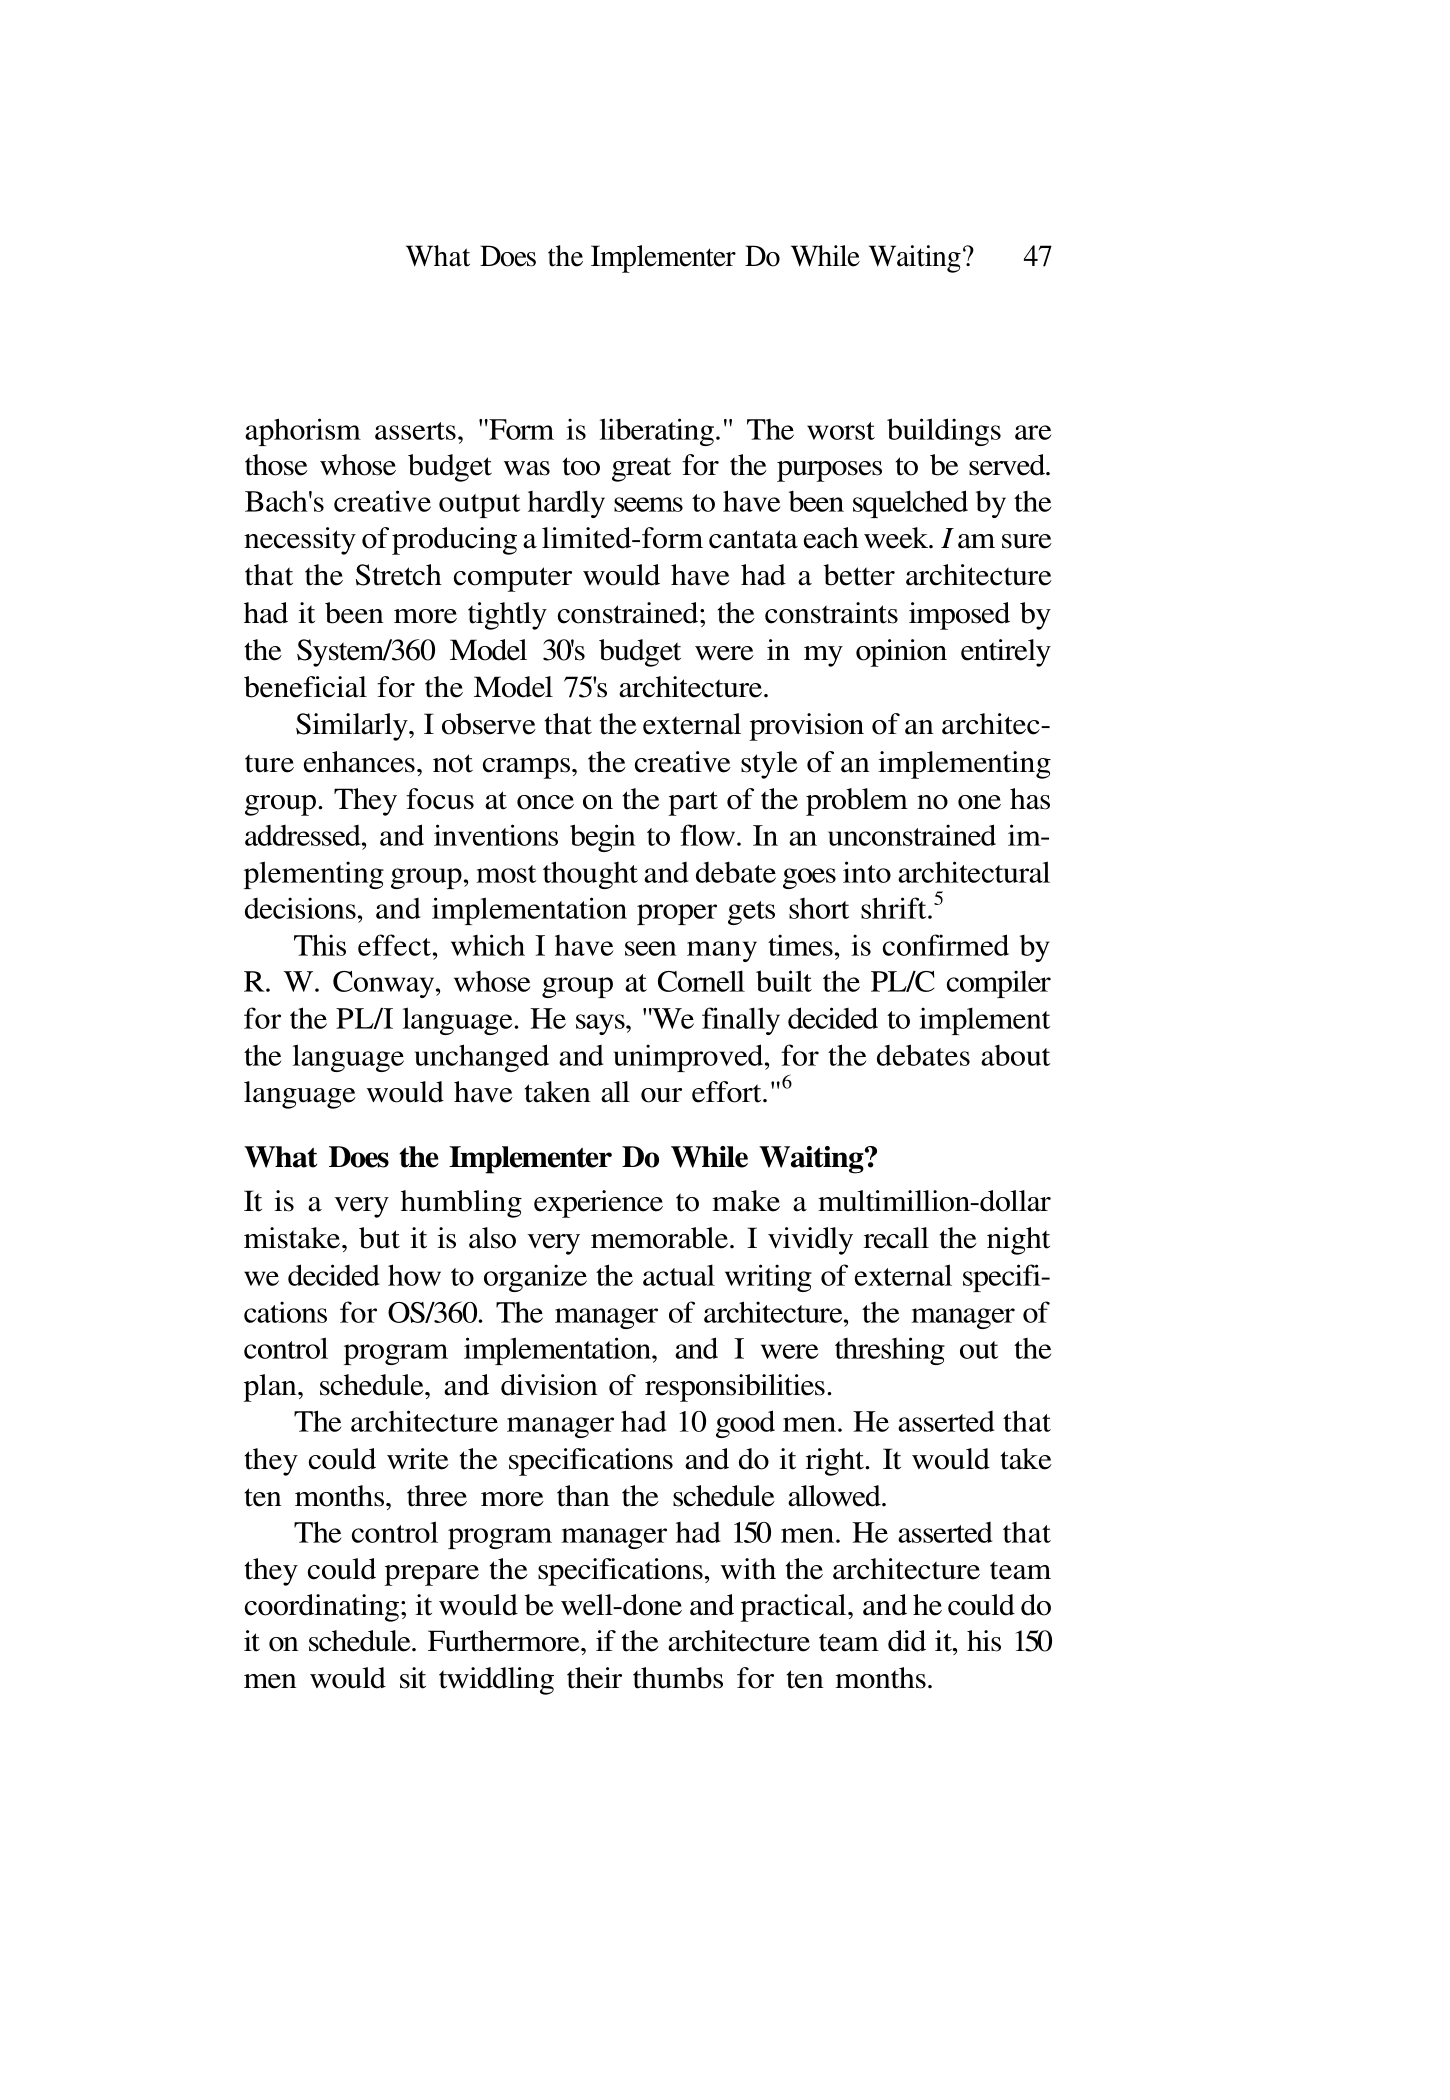 What Does the Implementer Do While Waiting? 47
aphorism asserts, "Form is liberating." The worst buildings are
those whose budget was too great for the purposes to be served.
Bach's creative output hardly seems to have been squelched by the
necessity of producing a limited-form cantata each week. I am sure
that the Stretch computer would have had a better architecture
had it been more tightly constrained; the constraints imposed by
the System/360 Model 30's budget were in my opinion entirely
beneficial for the Model 75's architecture.
Similarly, I observe that the external provision of an architec-
ture enhances, not cramps, the creative style of an implementing
group. They focus at once on the part of the problem no one has
addressed, and inventions begin to flow. In an unconstrained im-
plementing group, most thought and debate goes into architectural
decisions, and implementation proper gets short shrift.5
This effect, which I have seen many times, is confirmed by
R. W. Conway, whose group at Cornell built the PL/C compiler
for the PL/I language. He says, "We finally decided to implement
the language unchanged and unimproved, for the debates about
language would have taken all our effort."6
What Does the Implementer Do While Waiting?
It is a very humbling experience to make a multimillion-dollar
mistake, but it is also very memorable. I vividly recall the night
we decided how to organize the actual writing of external specifi-
cations for OS/360. The manager of architecture, the manager of
control program implementation, and I were threshing out the
plan, schedule, and division of responsibilities.
The architecture manager had 10 good men. He asserted that
they could write the specifications and do it right. It would take
ten months, three more than the schedule allowed.
The control program manager had 150 men. He asserted that
they could prepare the specifications, with the architecture team
coordinating; it would be well-done and practical, and he could do
it on schedule. Furthermore, if the architecture team did it, his 150
men would sit twiddling their thumbs for ten months.